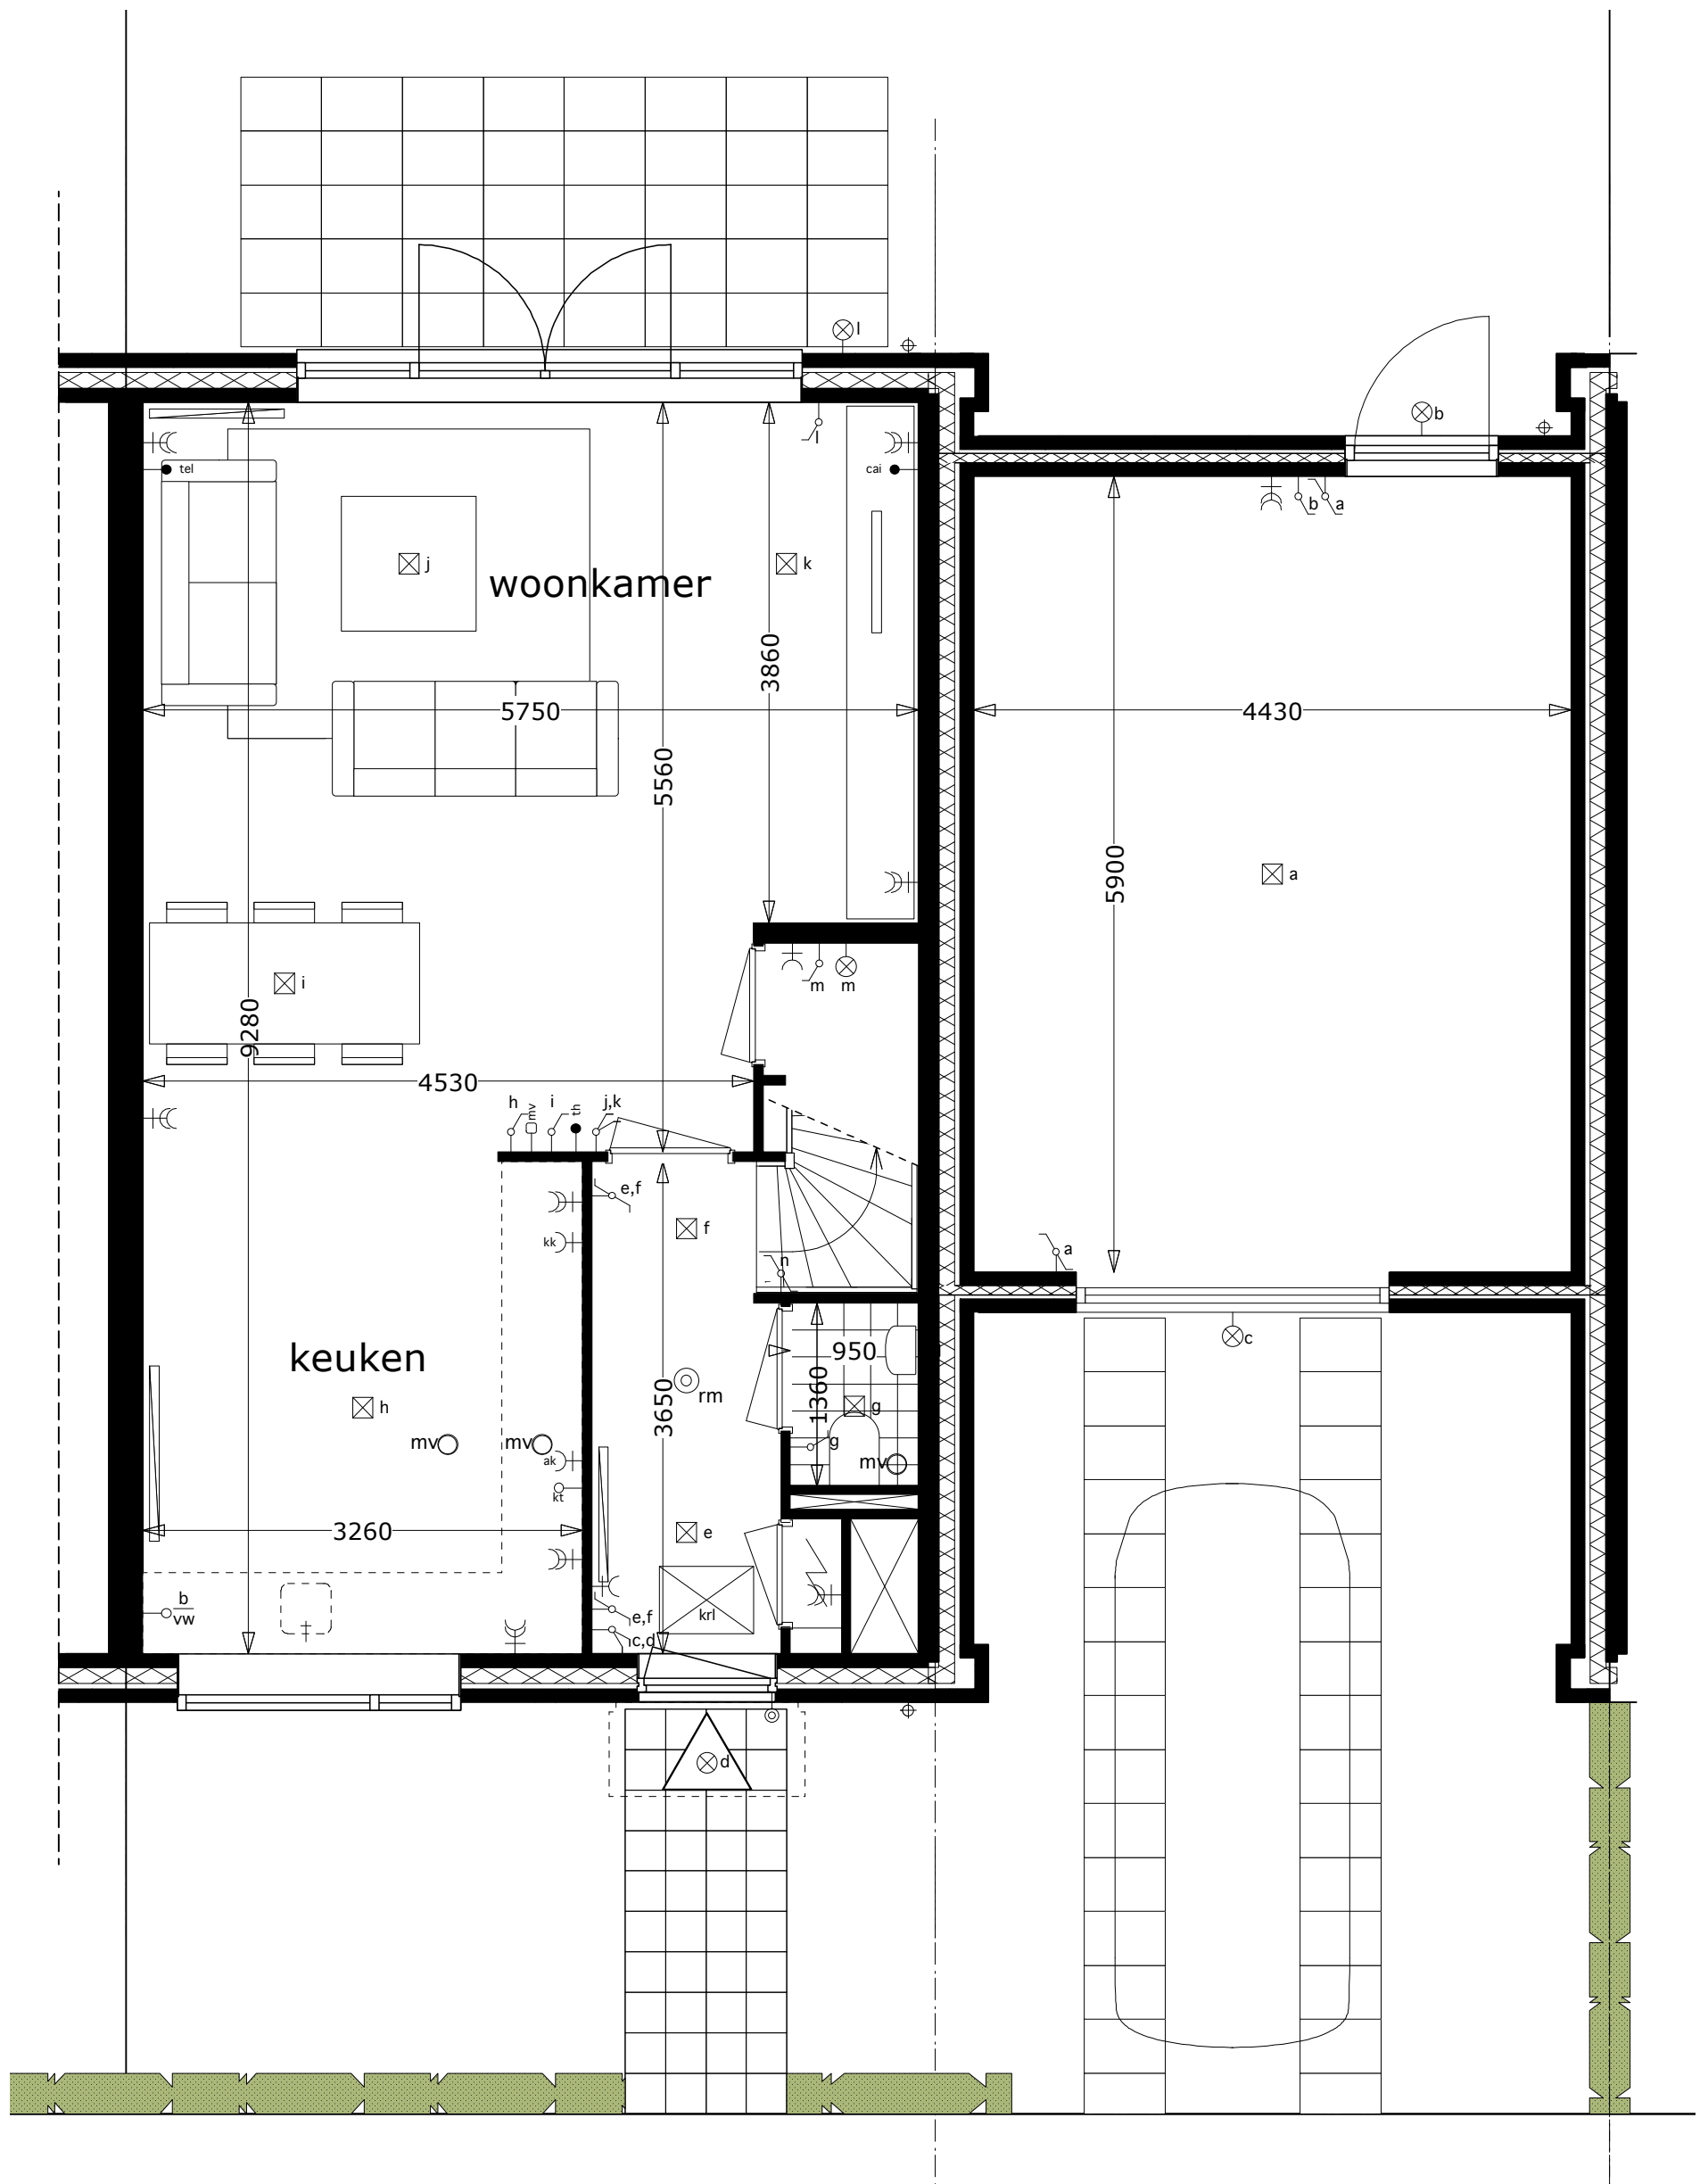 l
b
l
tel
cai
b a
j
k
woonkamer
3860
5750
4430
5560
5900
a
m m
i
9280
4530
h mv i th j,k
e,f
f
kk
a
n
keuken
950
1360
3650
rm
h
g
mv
mv
g
mv
ak
kt
3260
e
b
vw
krl
e,f
c,d
c
d